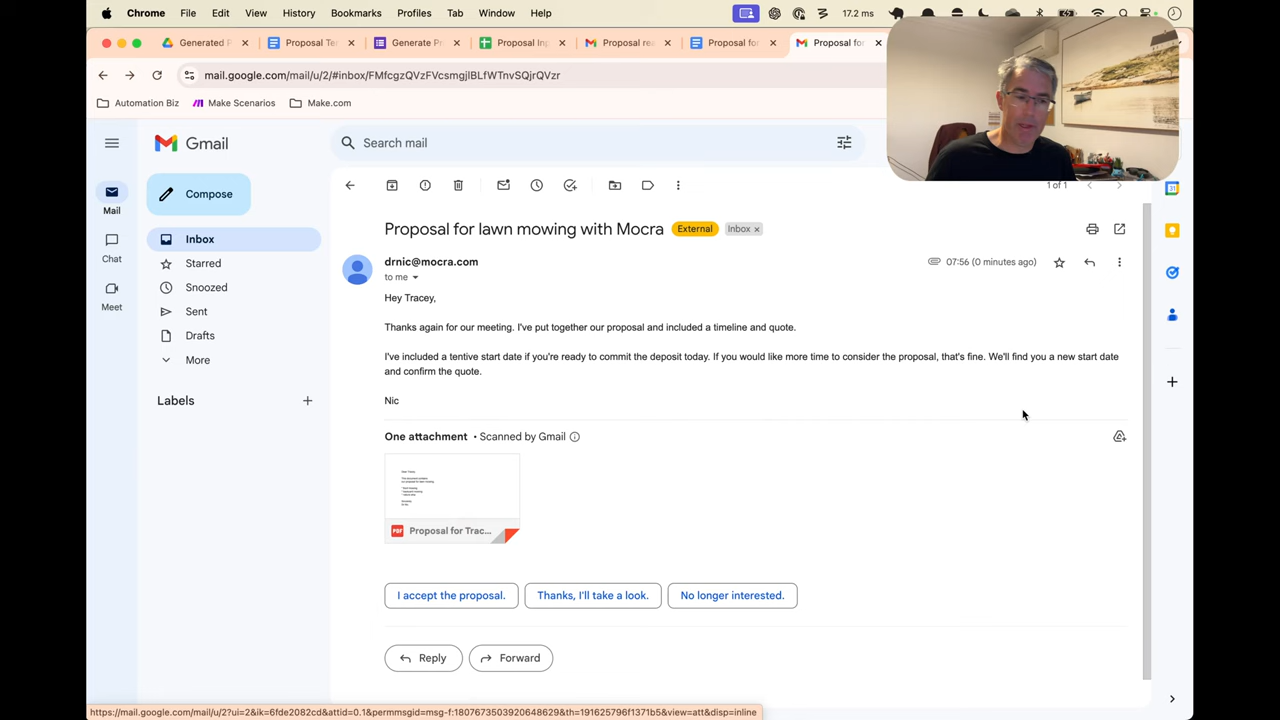 Chrome File Edit View History Bookmarks Profiles Tab Window Help 17.2 ms
Generated P Proposal Te Generate Pr Proposal Inp Proposal rea Proposal for Proposal for
mail.google.com/mail/u/2/#inbox/FMfcgzQVzFVcsmgjlBLfWTnvSQjrQVzr
Automation Biz Make Scenarios Make.com
Gmail
Search mail
Compose
Mail
Chat
Meet
Inbox
Starred
Snoozed
Sent
Drafts
More
Labels
1 of 1
Proposal for lawn mowing with Mocra External Inbox x
drnic@mocra.com 07:56 (0 minutes ago)
to me
Hey Tracey,
Thanks again for our meeting. I've put together our proposal and included a timeline and quote.
I've included a tentive start date if you're ready to commit the deposit today. If you would like more time to consider the proposal, that's fine. We'll find you a new start date
and confirm the quote.
Nic
One attachment • Scanned by Gmail
PDF Proposal for Trac...
I accept the proposal. Thanks, I'll take a look. No longer interested.
Reply Forward
31
https://mail.google.com/mail/u/2?ui=2&ik=6fde2082cd&attid=0.1&permmsgid=msg-f:1807673503920648629&th=191625796f1371b5&view=att&disp=inline